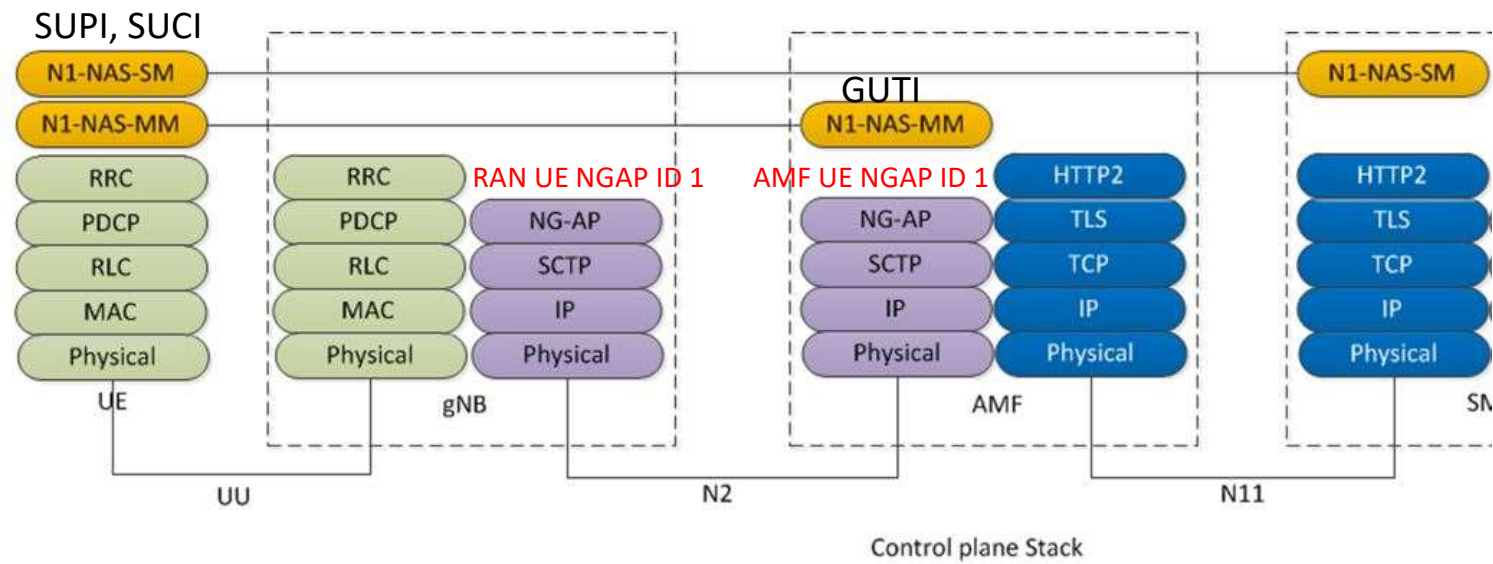 SUPI, SUCI
N1-NAS-SM
N1-NAS-SM
GUTI
N1-NAS-MM
N1-NAS-MM
RRC
RRC
RAN UE NGAP ID 1
AMF UE NGAP ID 1
HTTP2
HTTP2
PDCP
PDCP
NG-AP
NG-AP
TLS
TLS
RLC
RLC
SCTP
SCTP
TCP
TCP
MAC
MAC
IP
IP
IP
IP
Physical
Physical
Physical
Physical
Physical
Physical
UE
gNB
AMF
SM
UU
N2
N11
Control plane Stack